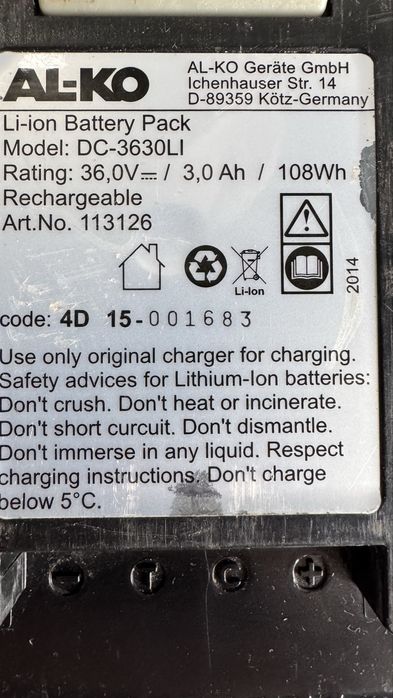 AL-KO
AL-KO Geräte GmbH
Ichenhauser Str. 14
D-89359 Kötz-Germany
Li-ion Battery Pack
Model: DC-3630LI
Rating: 36,0V⎓ / 3,0 Ah / 108Wh
Rechargeable
Art.No. 113126
Li-Ion
2014
code: 4D 15-001683
Use only original charger for charging.
Safety advices for Lithium-Ion batteries:
Don't crush. Don't heat or incinerate.
Don't short curcuit. Don't dismantle.
Don't immerse in any liquid. Respect
charging instructions. Don't charge
below 5°C.
- T C +